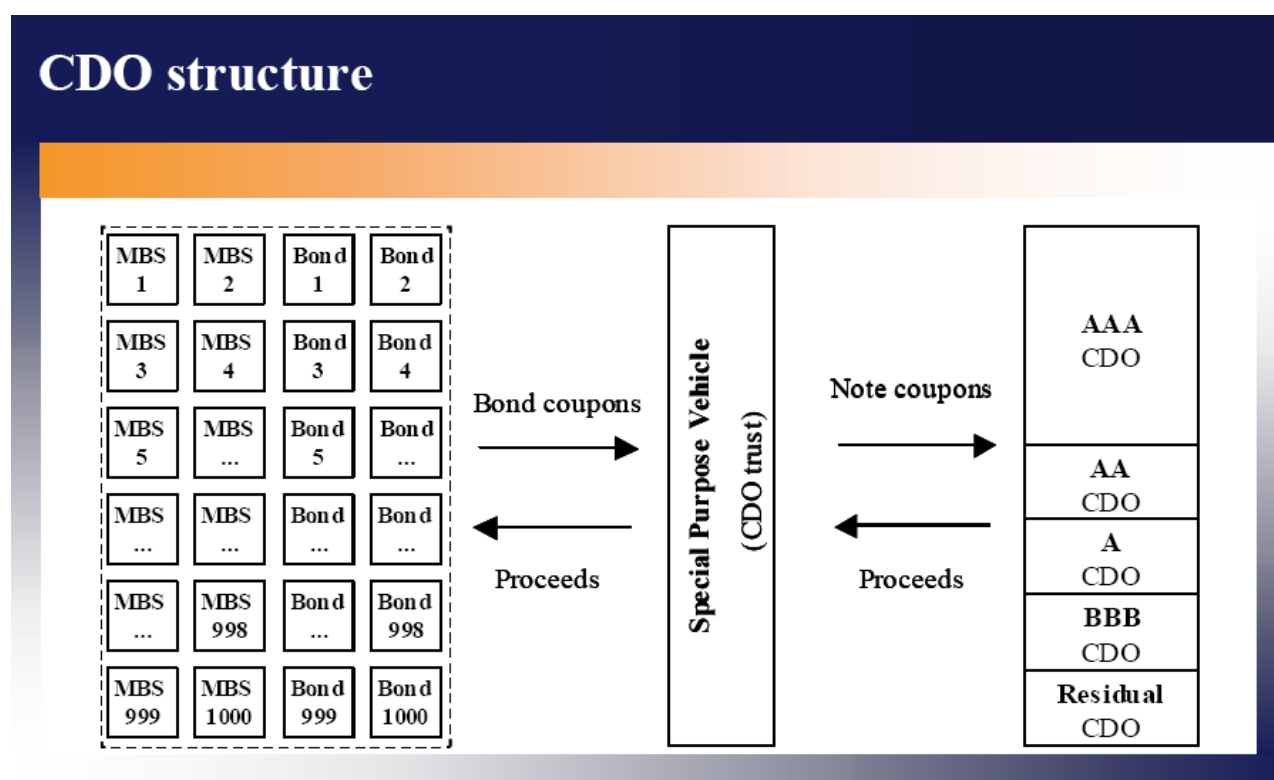 CDO structure
MBS MBS Bond Bond
1 2 1 2
MBS MBS Bond Bond
3 4 3 4
MBS MBS Bond Bond
5 ... 5 ...
MBS MBS Bond Bond
... ... ... ...
MBS MBS Bond Bond
... 998 ... 998
MBS MBS Bond Bond
999 1000 999 1000
Bond coupons
Proceeds
Special Purpose Vehicle
(CDO trust)
Note coupons
Proceeds
AAA
CDO
AA
CDO
A
CDO
BBB
CDO
Residual
CDO